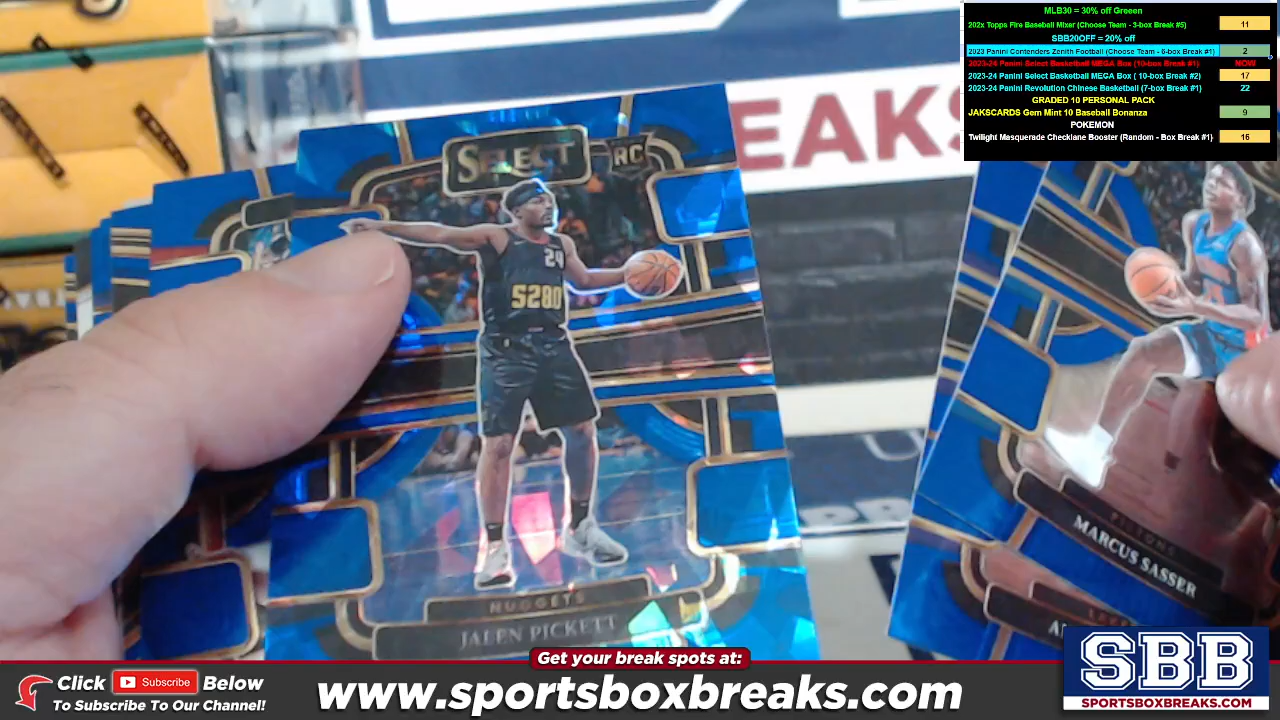 MLB30 = 30% off Greeen
202x Topps Fire Baseball Mixer (Choose Team - 3-box Break #5) 11
SBB20OFF = 20% off
2023 Panini Contenders Zenith Football (Choose Team - 6-box Break #1) 2
2023-24 Panini Select Basketball MEGA Box (10-box Break #1) NOW
2023-24 Panini Select Basketball MEGA Box ( 10-box Break #2) 17
2023-24 Panini Revolution Chinese Basketball (7-box Break #1) 22
GRADED 10 PERSONAL PACK
JAKSCARDS Gem Mint 10 Baseball Bonanza 9
POKEMON
Twilight Masquerade Checklane Booster (Random - Box Break #1) 16
EAKS
SELECT
RC
24
5280
NUGGETS
JALEN PICKETT
PISTONS
MARCUS SASSER
SBB
SPORTSBOXBREAKS.COM
Get your break spots at:
Click Subscribe Below
To Subscribe To Our Channel!
www.sportsboxbreaks.com